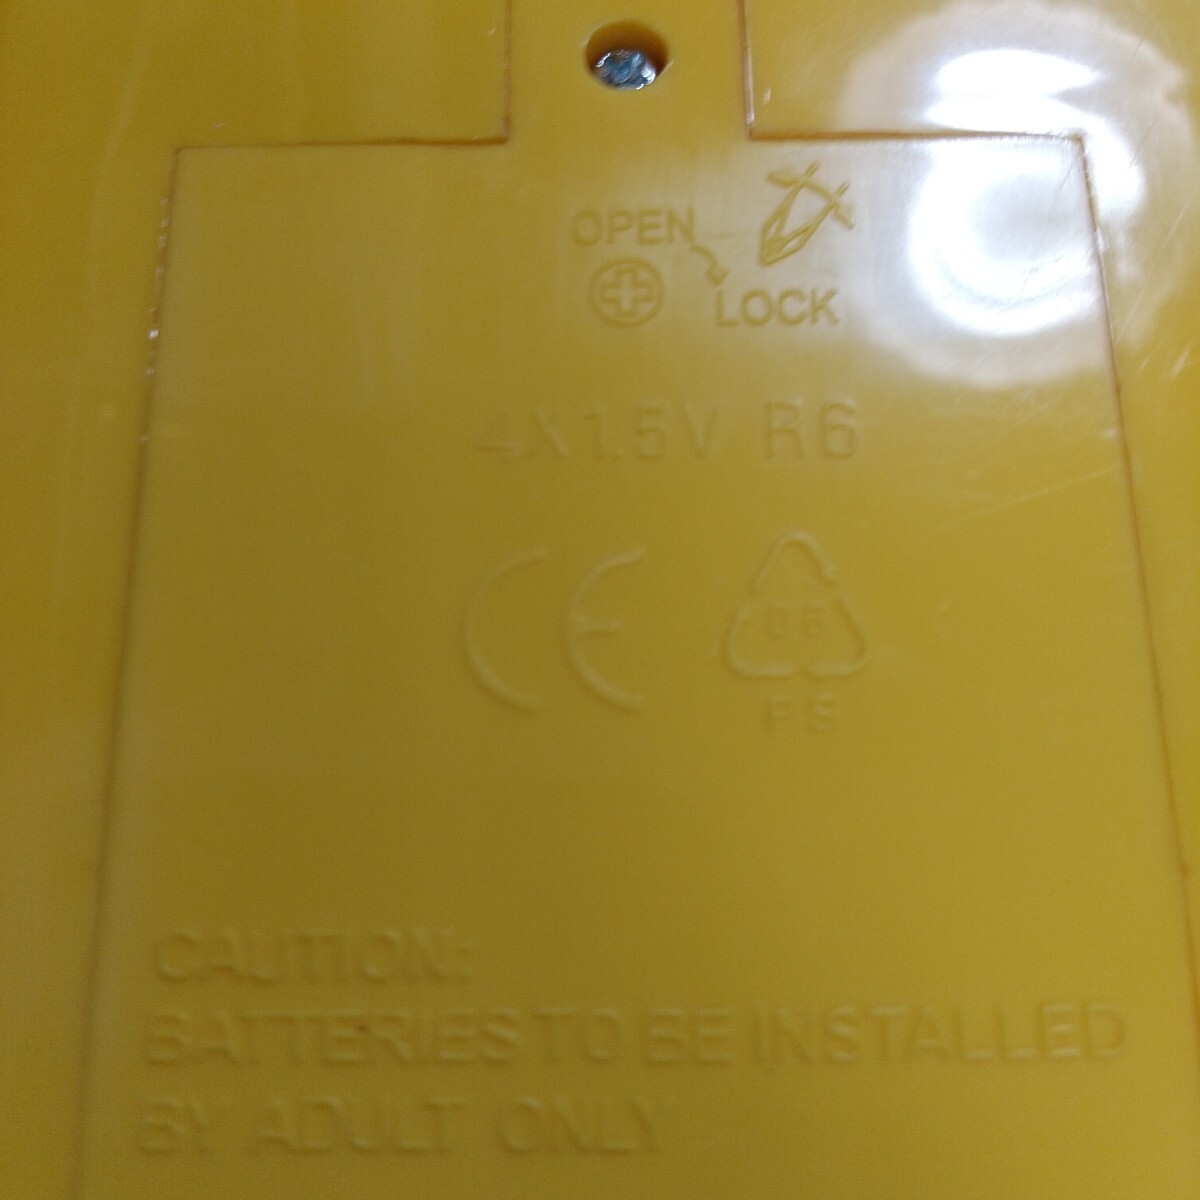 OPEN
LOCK
4X1.5V R6
CE
06
PS
CAUTION:
BATTERIES TO BE INSTALLED
BY ADULT ONLY